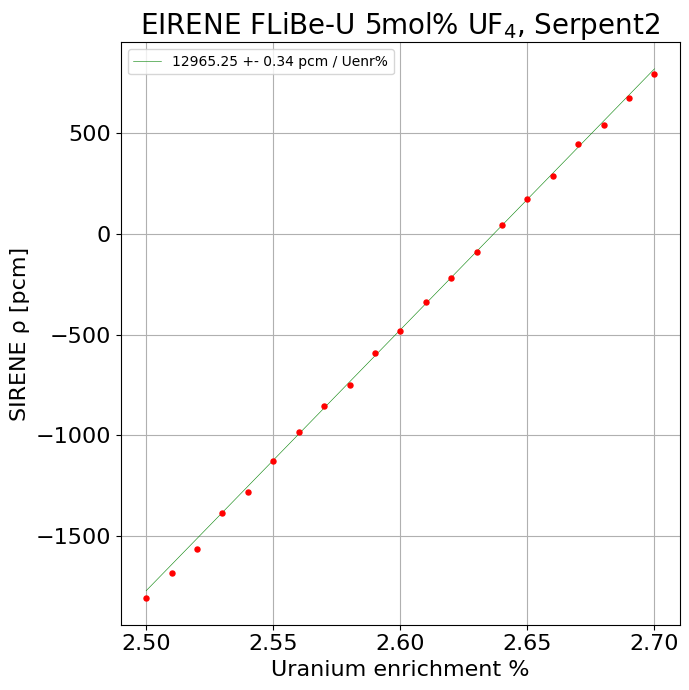 EIRENE FLiBe-U 5mol% UF₄, Serpent2
12965.25 +- 0.34 pcm / Uenr%
SIRENE ρ [pcm]
500
0
−500
−1000
−1500
2.50 2.55 2.60 2.65 2.70
Uranium enrichment %